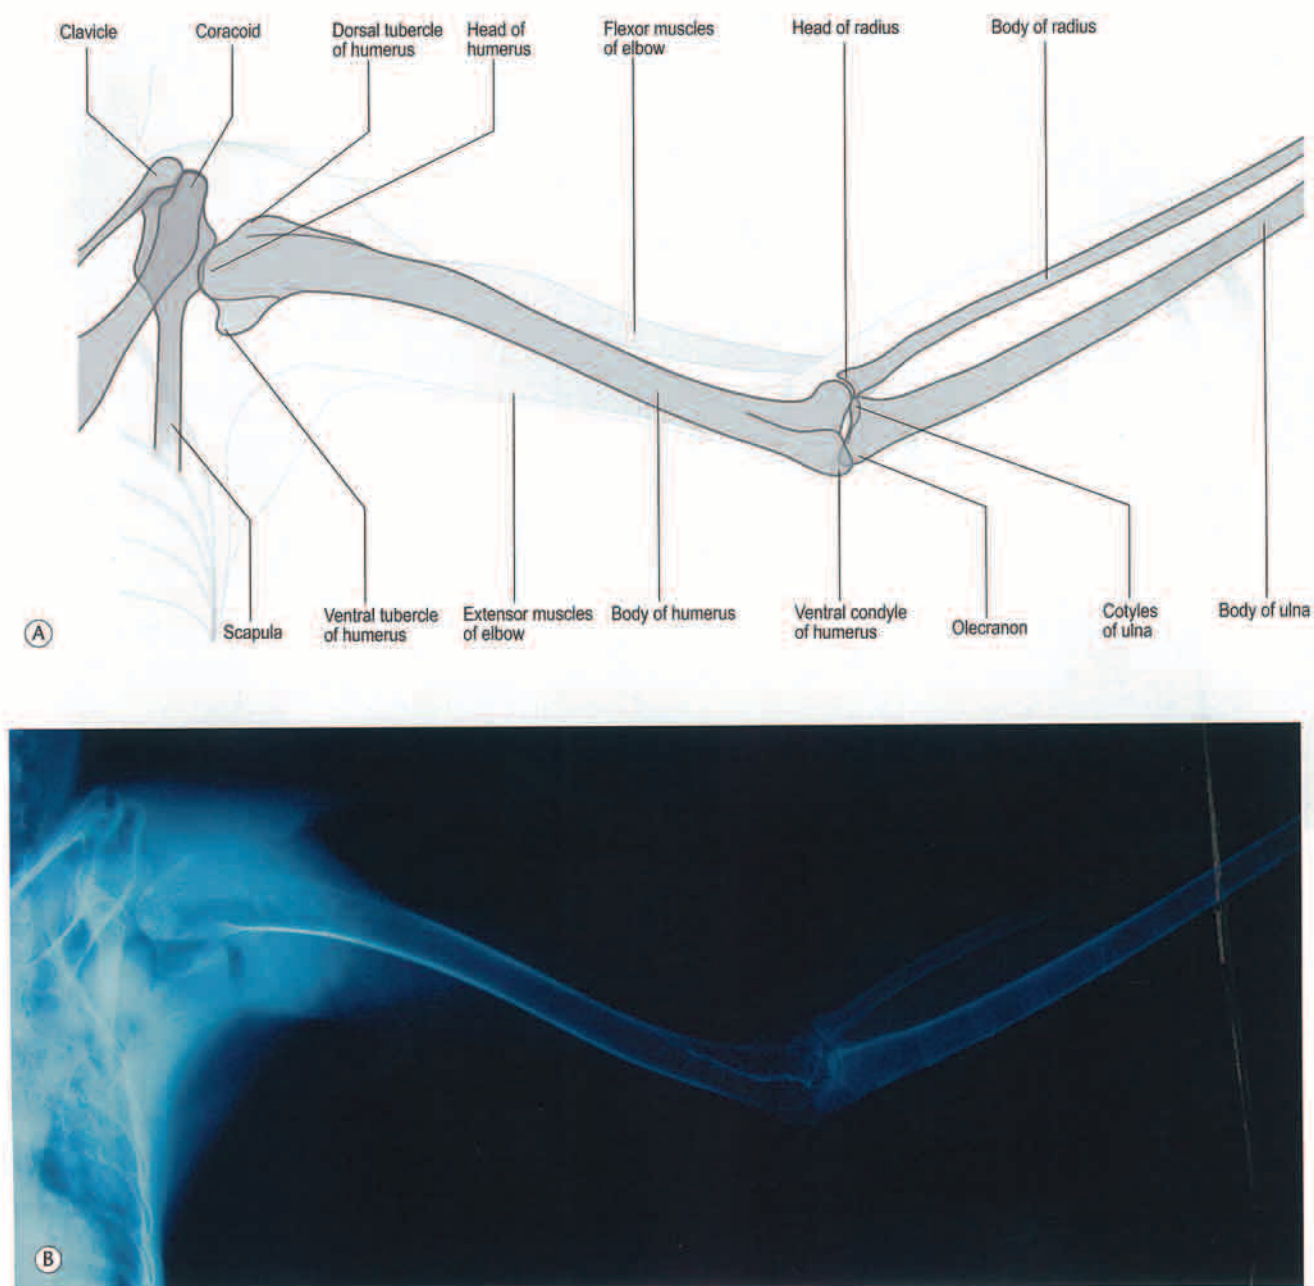 Clavicle
Coracoid
Dorsal tubercle
of humerus
Head of
humerus
Flexor muscles
of elbow
Head of radius
Body of radius
Scapula
Ventral tubercle
of humerus
Extensor muscles
of elbow
Body of humerus
Ventral condyle
of humerus
Olecranon
Cotyles
of ulna
Body of ulna
A
B